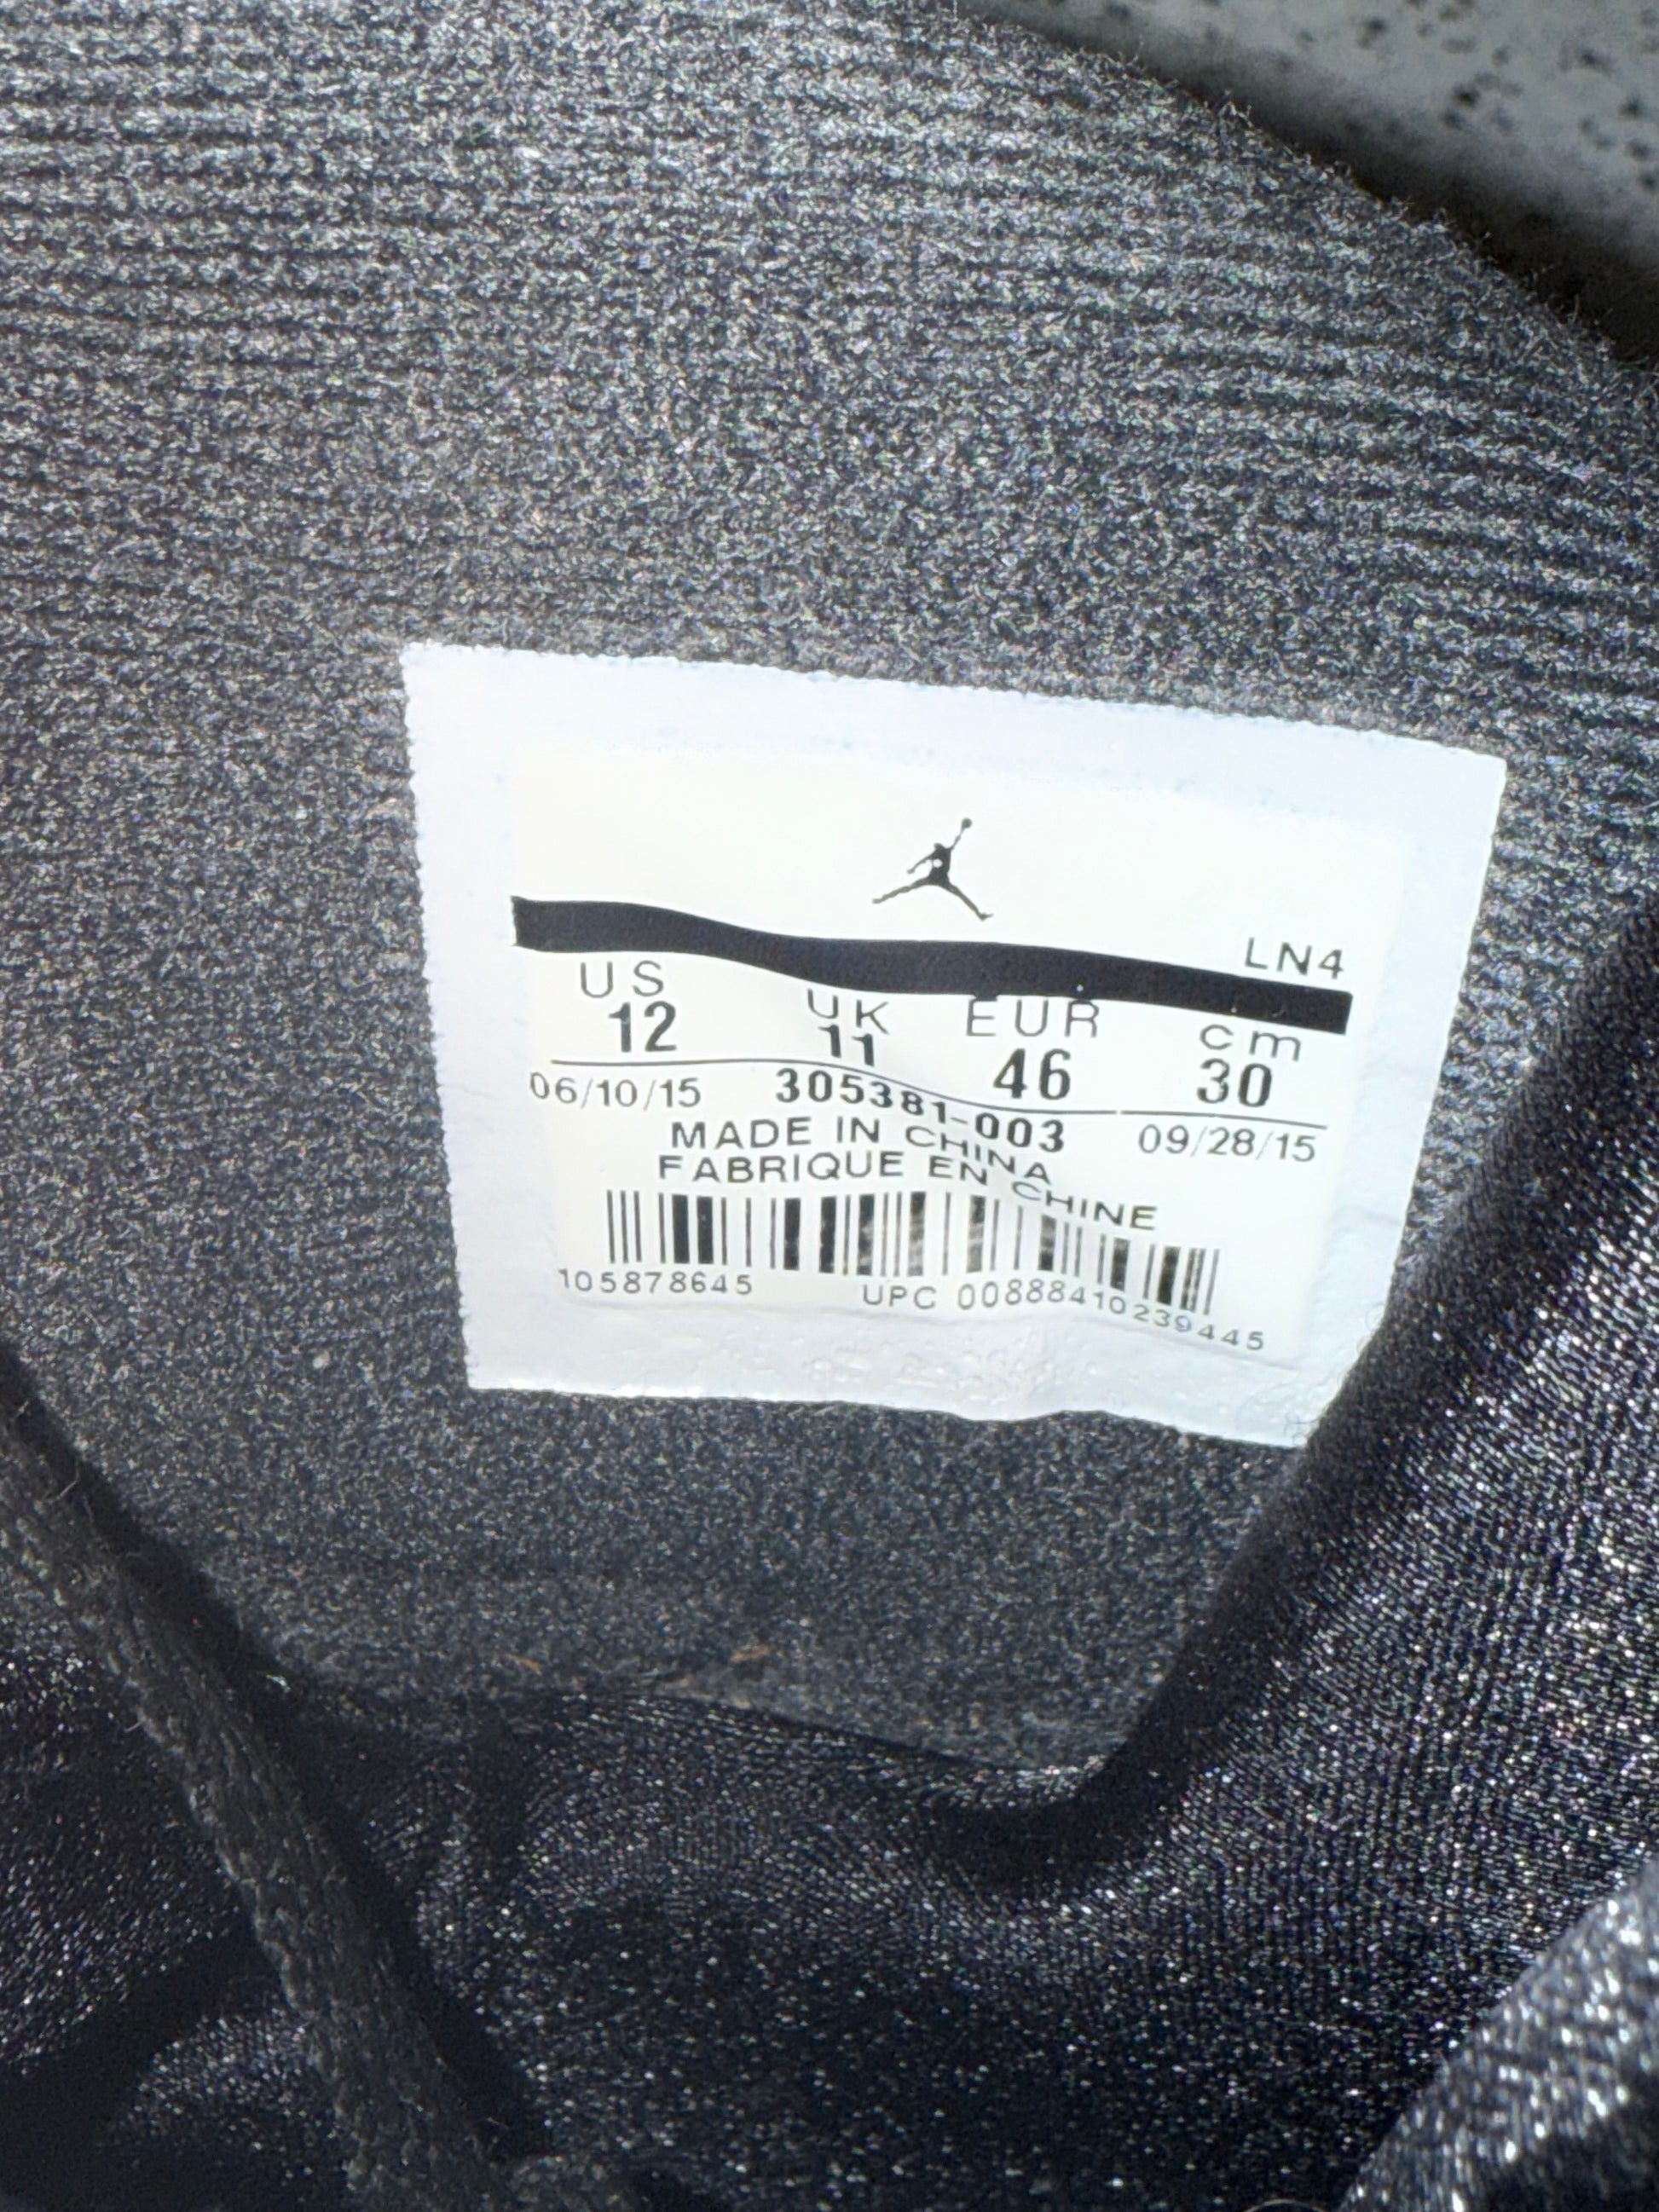 LN4
US UK EUR cm
12 11 46 30
06/10/15 305381-003 09/28/15
MADE IN CHINA
FABRIQUE EN CHINE
105878645 UPC 00888410239445